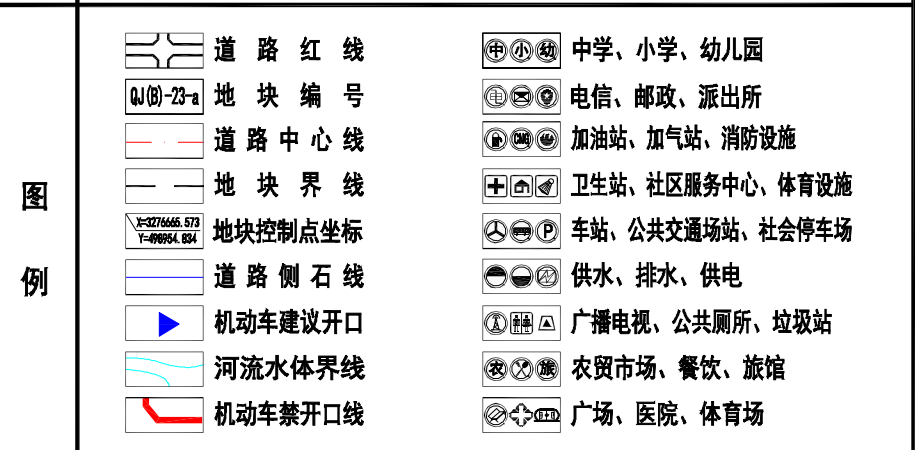 图例
道路红线
QJ(B)-23-a 地块编号
道路中心线
地块界线
X=3276665.573
Y=498954.834
地块控制点坐标
道路侧石线
机动车建议开口
河流水体界线
机动车禁开口线
中 小 幼 中学、小学、幼儿园
电信、邮政、派出所
CNG 加油站、加气站、消防设施
卫生站、社区服务中心、体育设施
P 车站、公共交通场站、社会停车场
供水、排水、供电
广播电视、公共厕所、垃圾站
农 旅 农贸市场、餐饮、旅馆
广场、医院、体育场